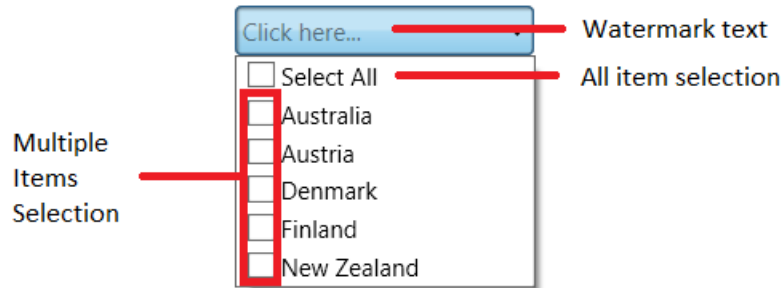 Click here...
Watermark text
Select All
All item selection
Australia
Multiple
Items
Selection
Austria
Denmark
Finland
New Zealand